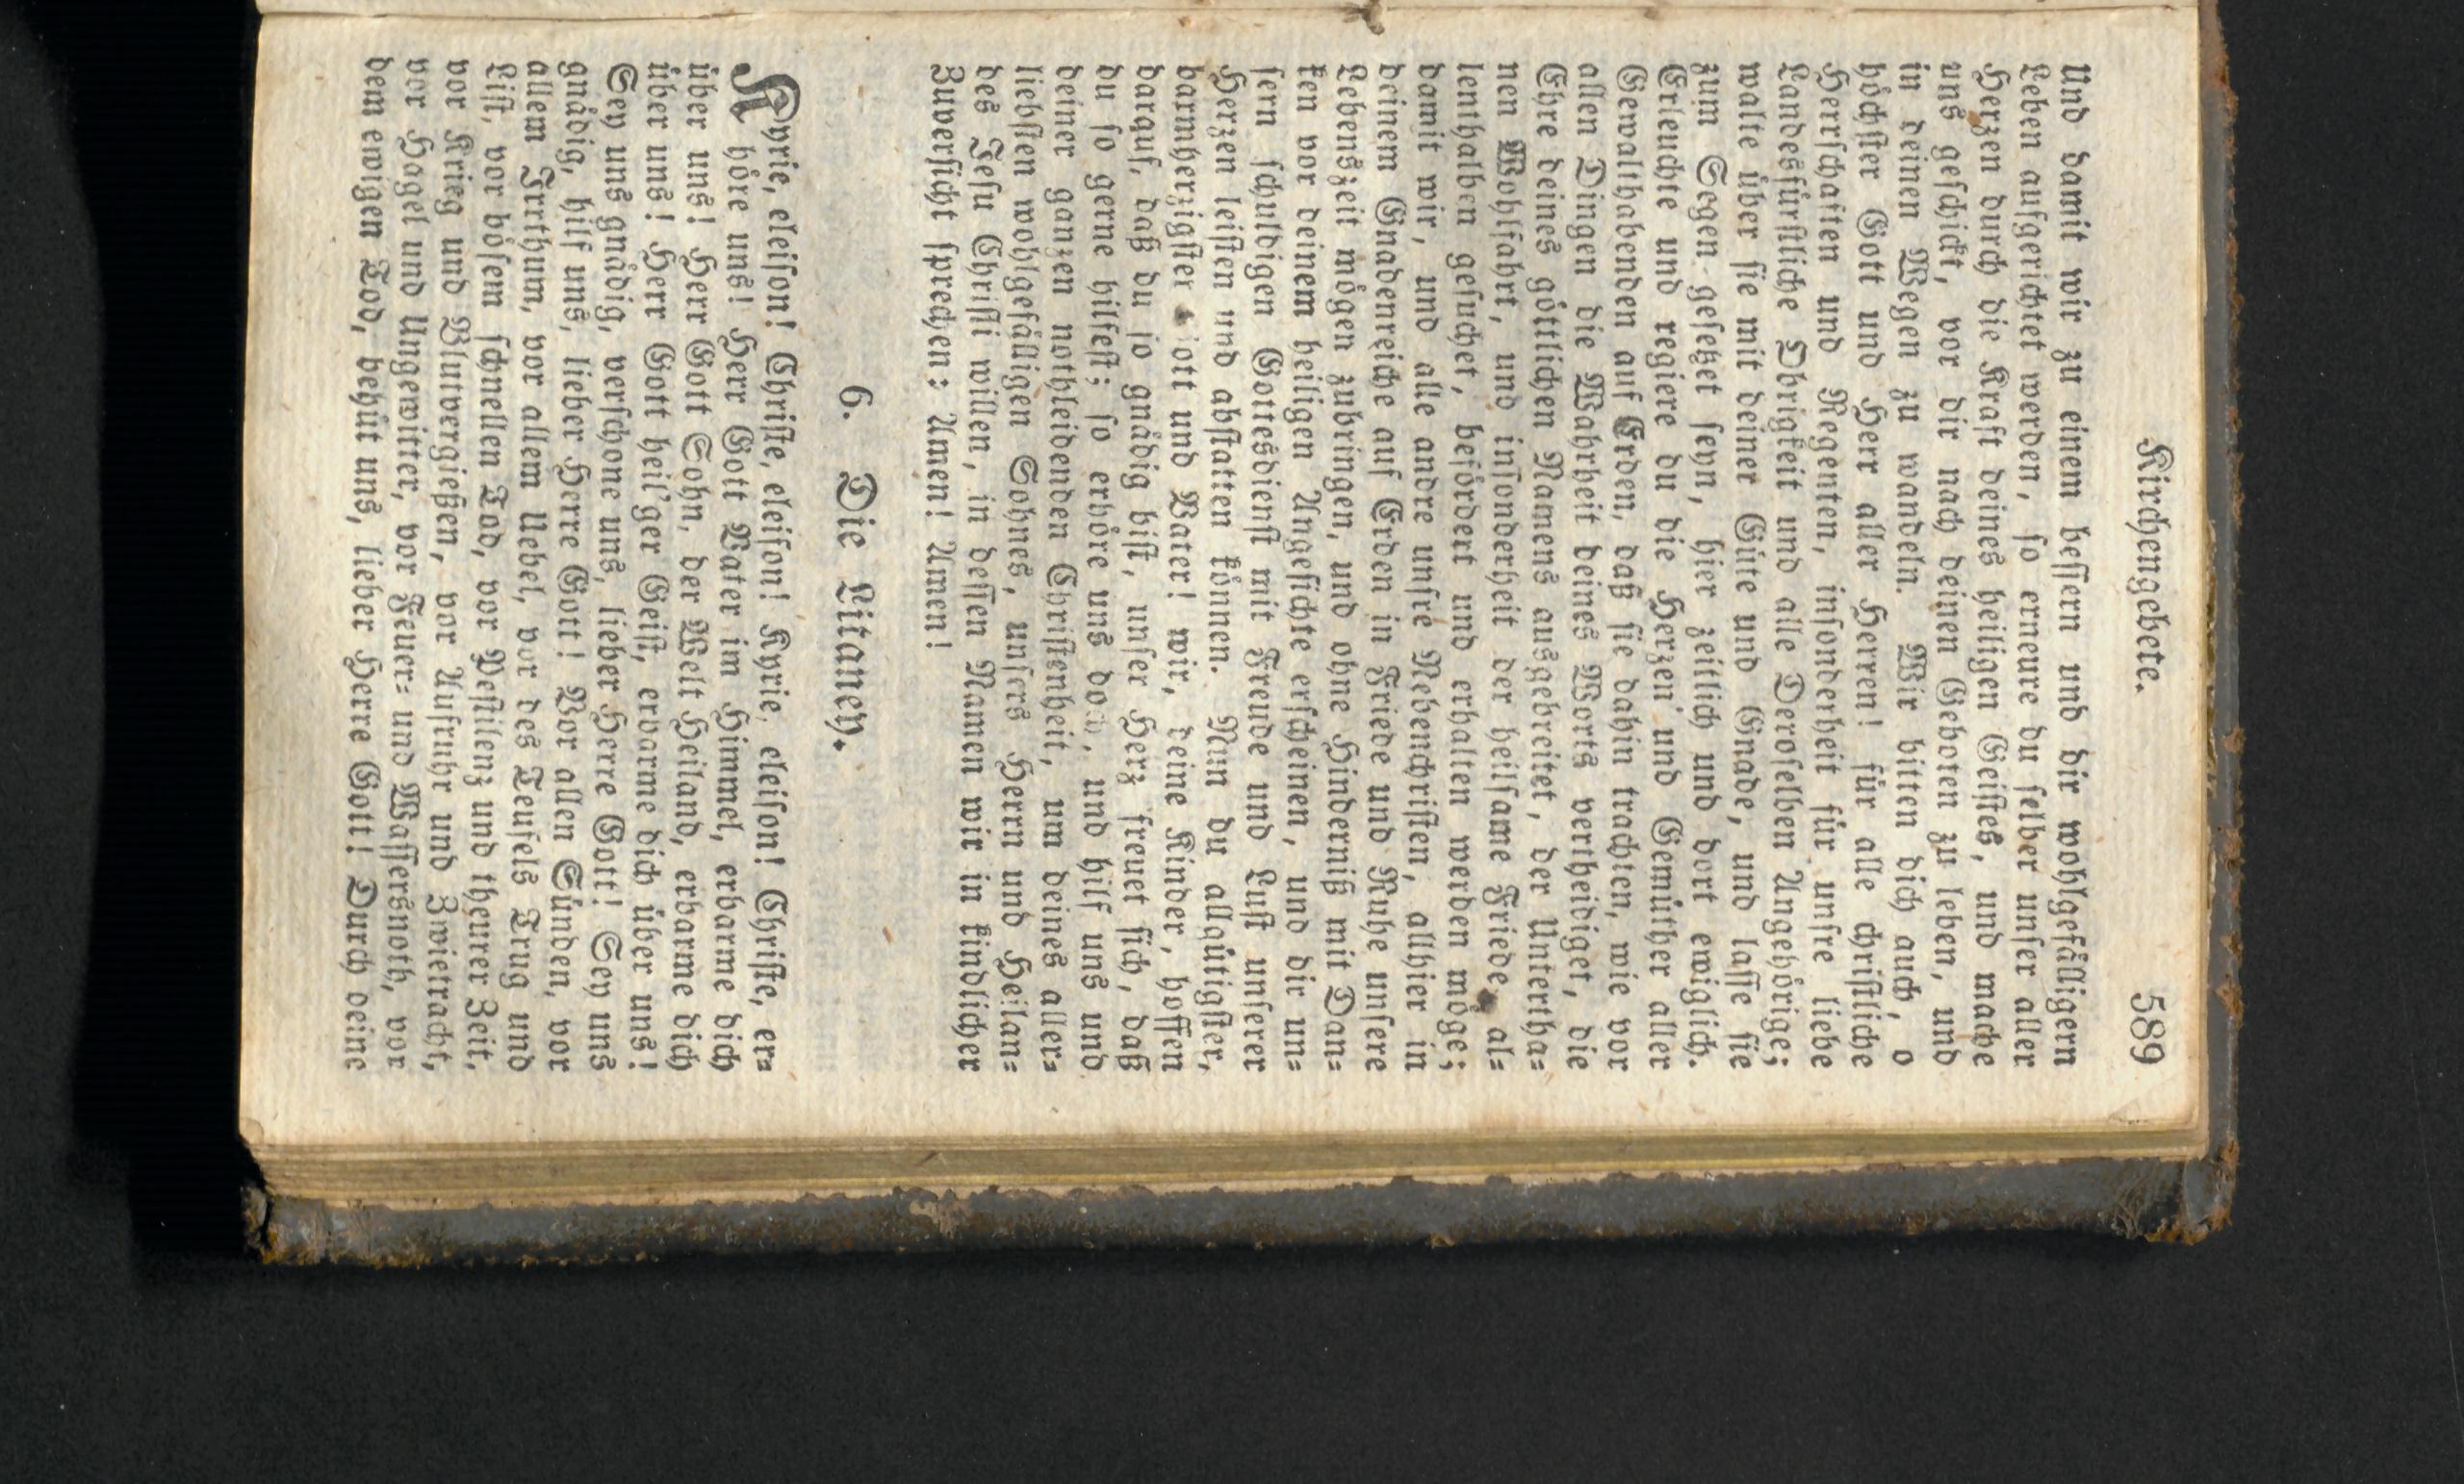 Kirchengebete. 589
Und damit wir zu einem beſſern und dir wohlgefälligern
Leben aufgerichtet werden, ſo erneure du ſelber unſer aller
Herzen durch die Kraft deines heiligen Geiſtes, und mache
uns geſchickt, vor dir nach deinen Geboten zu leben, und
in deinen Wegen zu wandeln. Wir bitten dich auch, o
höchſter Gott und Herr aller Herren! für alle chriſtliche
Herrſchaften und Regenten, inſonderheit für unſre liebe
Landesfürſtliche Obrigkeit und alle Deroſelben Angehörige;
walte über ſie mit deiner Güte und Gnade, und laſſe ſie
zum Segen geſetzet ſeyn, hier zeitlich und dort ewiglich.
Erleuchte und regiere du die Herzen und Gemüther aller
Gewalthabenden auf Erden, daß ſie dahin trachten, wie vor
allen Dingen die Wahrheit deines Worts vertheidiget, die
Ehre deines göttlichen Namens ausgebreitet, der Untertha⸗
nen Wohlfahrt, und inſonderheit der heilſame Friede al⸗
lenthalben geſuchet, befördert und erhalten werden möge;
damit wir, und alle andre unſre Nebenchriſten, allhier in
deinem Gnadenreiche auf Erden in Friede und Ruhe unſere
Lebenszeit mögen zubringen, und ohne Hinderniß mit Dan⸗
ken vor deinem heiligen Angeſichte erſcheinen, und dir un⸗
ſern ſchuldigen Gottesdienſt mit Freude und Luſt unſerer
Herzen leiſten und abſtatten können. Nun du allgütigſter,
barmherzigſter Gott und Vater! wir, deine Kinder, hoffen
darauf, daß du ſo gnädig biſt, unſer Herz freuet ſich, daß
du ſo gerne hilfeſt; ſo erhöre uns doch, und hilf uns und
deiner ganzen nothleidenden Chriſtenheit, um deines aller⸗
liebſten wohlgefälligen Sohnes, unſers Herrn und Heilan⸗
des Jeſu Chriſti willen, in deſſen Namen wir in kindlicher
Zuverſicht ſprechen: Amen! Amen!
6. Die Litaney.
Kyrie, eleiſon! Chriſte, eleiſon! Kyrie, eleiſon! Chriſte, er⸗
höre uns! Herr Gott Vater im Himmel, erbarme dich
über uns! Herr Gott Sohn, der Welt Heiland, erbarme dich
über uns! Herr Gott heil'ger Geiſt, erbarme dich über uns!
Sey uns gnädig, verſchone uns, lieber Herre Gott! Sey uns
gnädig, hilf uns, lieber Herre Gott! Vor allen Sünden, vor
allem Irrthum, vor allem Uebel, vor des Teufels Trug und
Liſt, vor böſem ſchnellen Tod, vor Peſtilenz und theurer Zeit,
vor Krieg und Blutvergießen, vor Aufruhr und Zwietracht,
vor Hagel und Ungewitter, vor Feuer⸗ und Waſſersnoth, vor
dem ewigen Tod, behüt uns, lieber Herre Gott! Durch deine